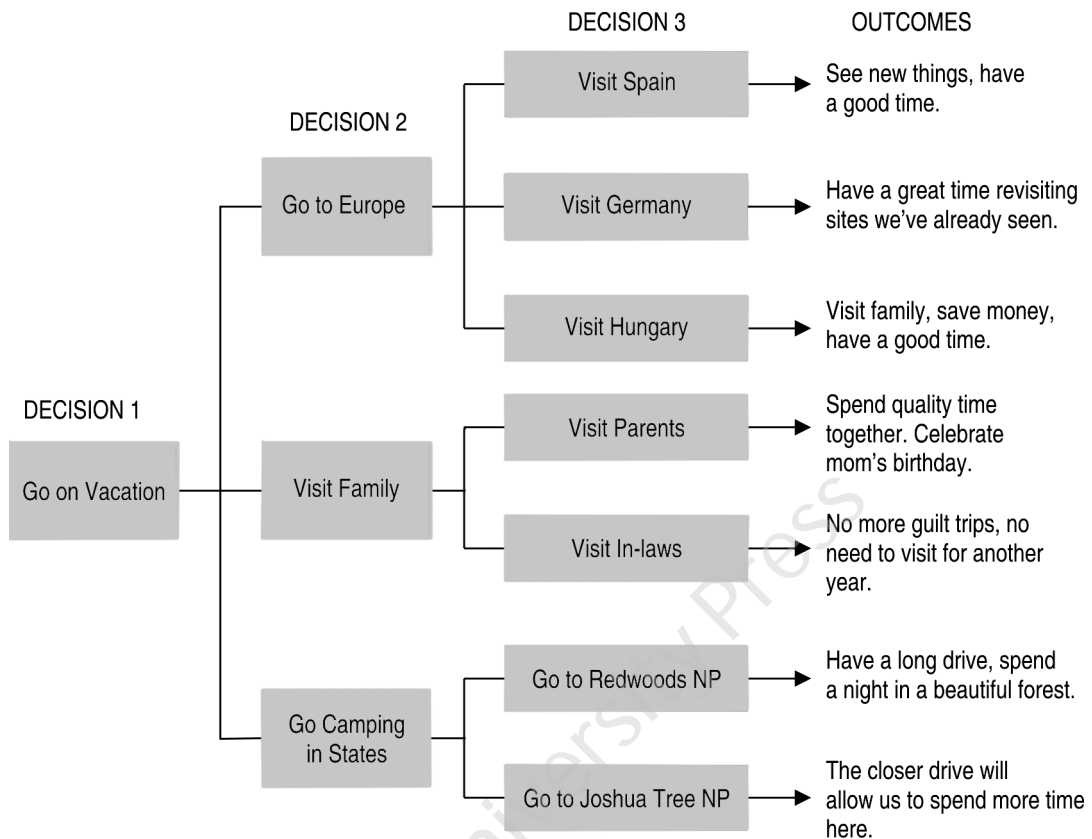 DECISION 3
OUTCOMES
Visit Spain
See new things, have
a good time.
DECISION 2
Go to Europe
Visit Germany
Have a great time revisiting
sites we've already seen.
Visit Hungary
Visit family, save money,
have a good time.
DECISION 1
Go on Vacation
Visit Family
Visit Parents
Spend quality time
together. Celebrate
mom's birthday.
Visit In-laws
No more guilt trips, no
need to visit for another
year.
Go Camping
in States
Go to Redwoods NP
Have a long drive, spend
a night in a beautiful forest.
Go to Joshua Tree NP
The closer drive will
allow us to spend more time
here.
University Press